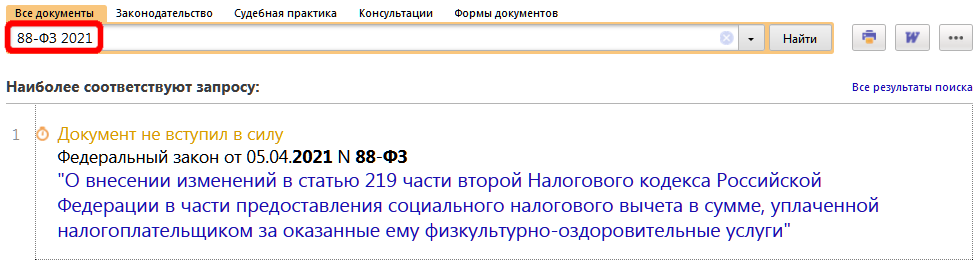 Все документы Законодательство Судебная практика Консультации Формы документов
88-ФЗ 2021 Найти W
Наиболее соответствуют запросу: Все результаты поиска
1 Документ не вступил в силу
Федеральный закон от 05.04.2021 N 88-ФЗ
"О внесении изменений в статью 219 части второй Налогового кодекса Российской
Федерации в части предоставления социального налогового вычета в сумме, уплаченной
налогоплательщиком за оказанные ему физкультурно-оздоровительные услуги"